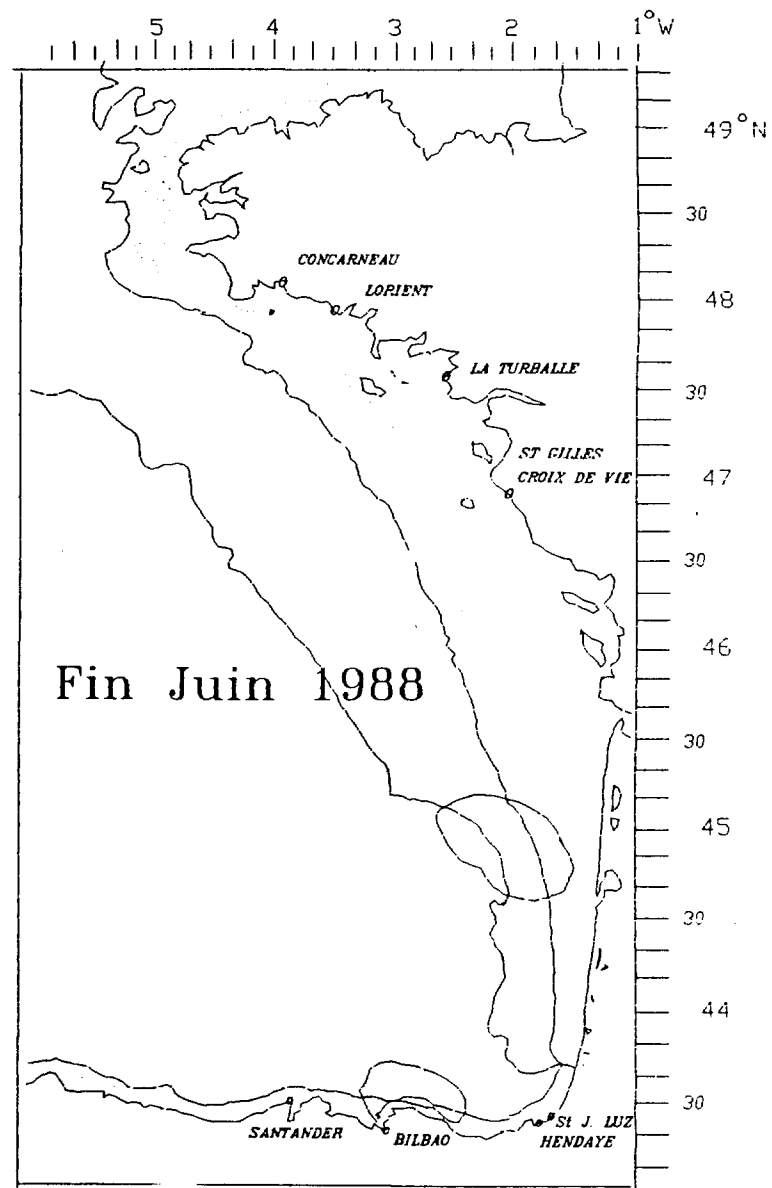 5 4 3 2 1°W
49°N
30
CONCARNEAU
LORIENT
48
LA TURBALLE
30
ST GILLES
CROIX DE VIE
47
30
46
Fin Juin 1988
30
45
30
44
30
SANTANDER
BILBAO
St J. LUZ
HENDAYE